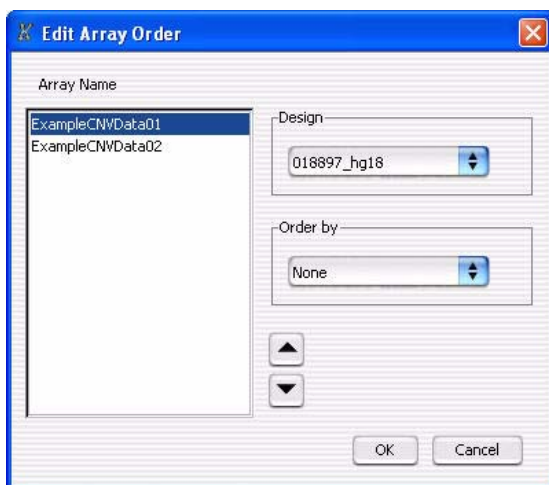 Edit Array Order
Array Name
ExampleCNVData01
ExampleCNVData02
Design
018897_hg18
Order by
None
OK
Cancel